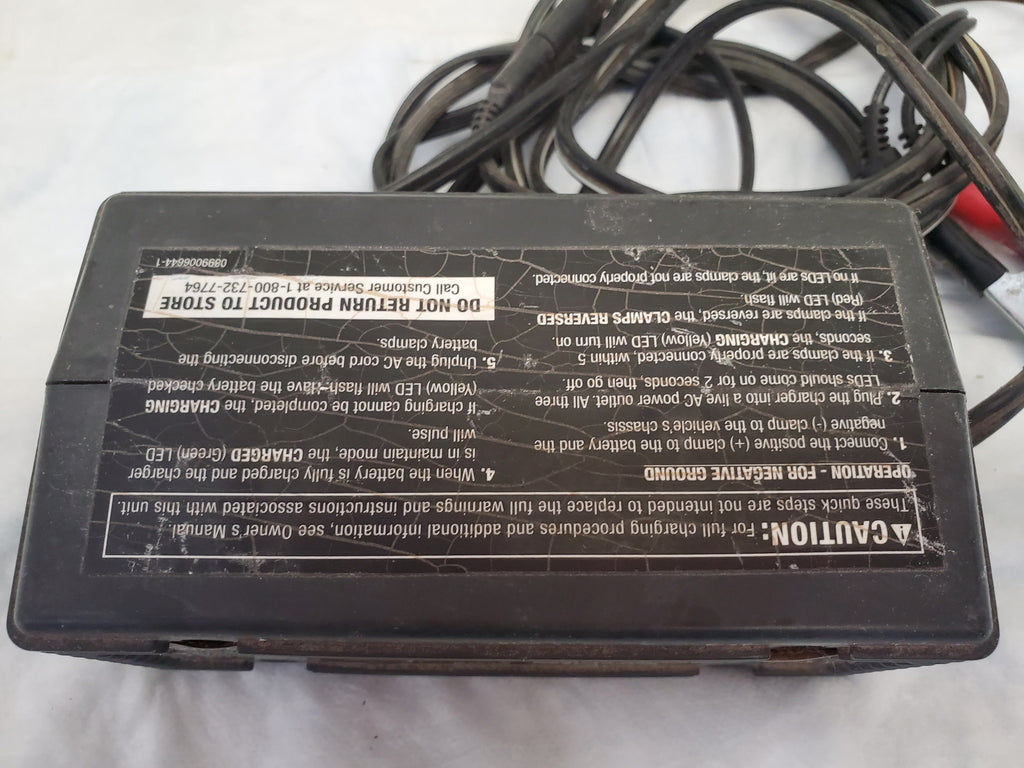 ⚠CAUTION: For full charging procedures and additional information, see Owner's Manual.
These quick steps are not intended to replace the full warnings and instructions associated with this unit.
OPERATION - FOR NEGATIVE GROUND
1. Connect the positive (+) clamp to the battery and the
negative (-) clamp to the vehicle's chassis.
2. Plug the charger into a live AC power outlet. All three
LEDs should come on for 2 seconds, then go off.
3. If the clamps are properly connected, within 5
seconds, the CHARGING (Yellow) LED will turn on.
If the clamps are reversed, the CLAMPS REVERSED
(Red) LED will flash
If no LEDs are lit, the clamps are not properly connected.
4. When the battery is fully charged and the charger
is in maintain mode, the CHARGED (Green) LED
will pulse.
If charging cannot be completed, the CHARGING
(Yellow) LED will flash-Have the battery checked
5. Unplug the AC cord before disconnecting the
battery clamps.
DO NOT RETURN PRODUCT TO STORE
Call Customer Service at 1-800-732-7764
0899006644-1